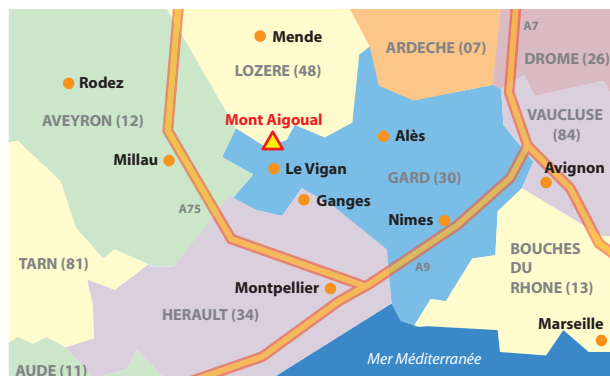 A7
Mende
ARDECHE (07)
DROME (26)
LOZERE (48)
Rodez
VAUCLUSE
(84)
AVEYRON (12)
Mont Aigoual
Alès
Millau
Le Vigan
GARD (30)
Avignon
Ganges
A75
Nimes
BOUCHES
DU
RHONE (13)
TARN (81)
A9
Montpellier
HERAULT (34)
Marseille
Mer Méditerranée
AUDE (11)